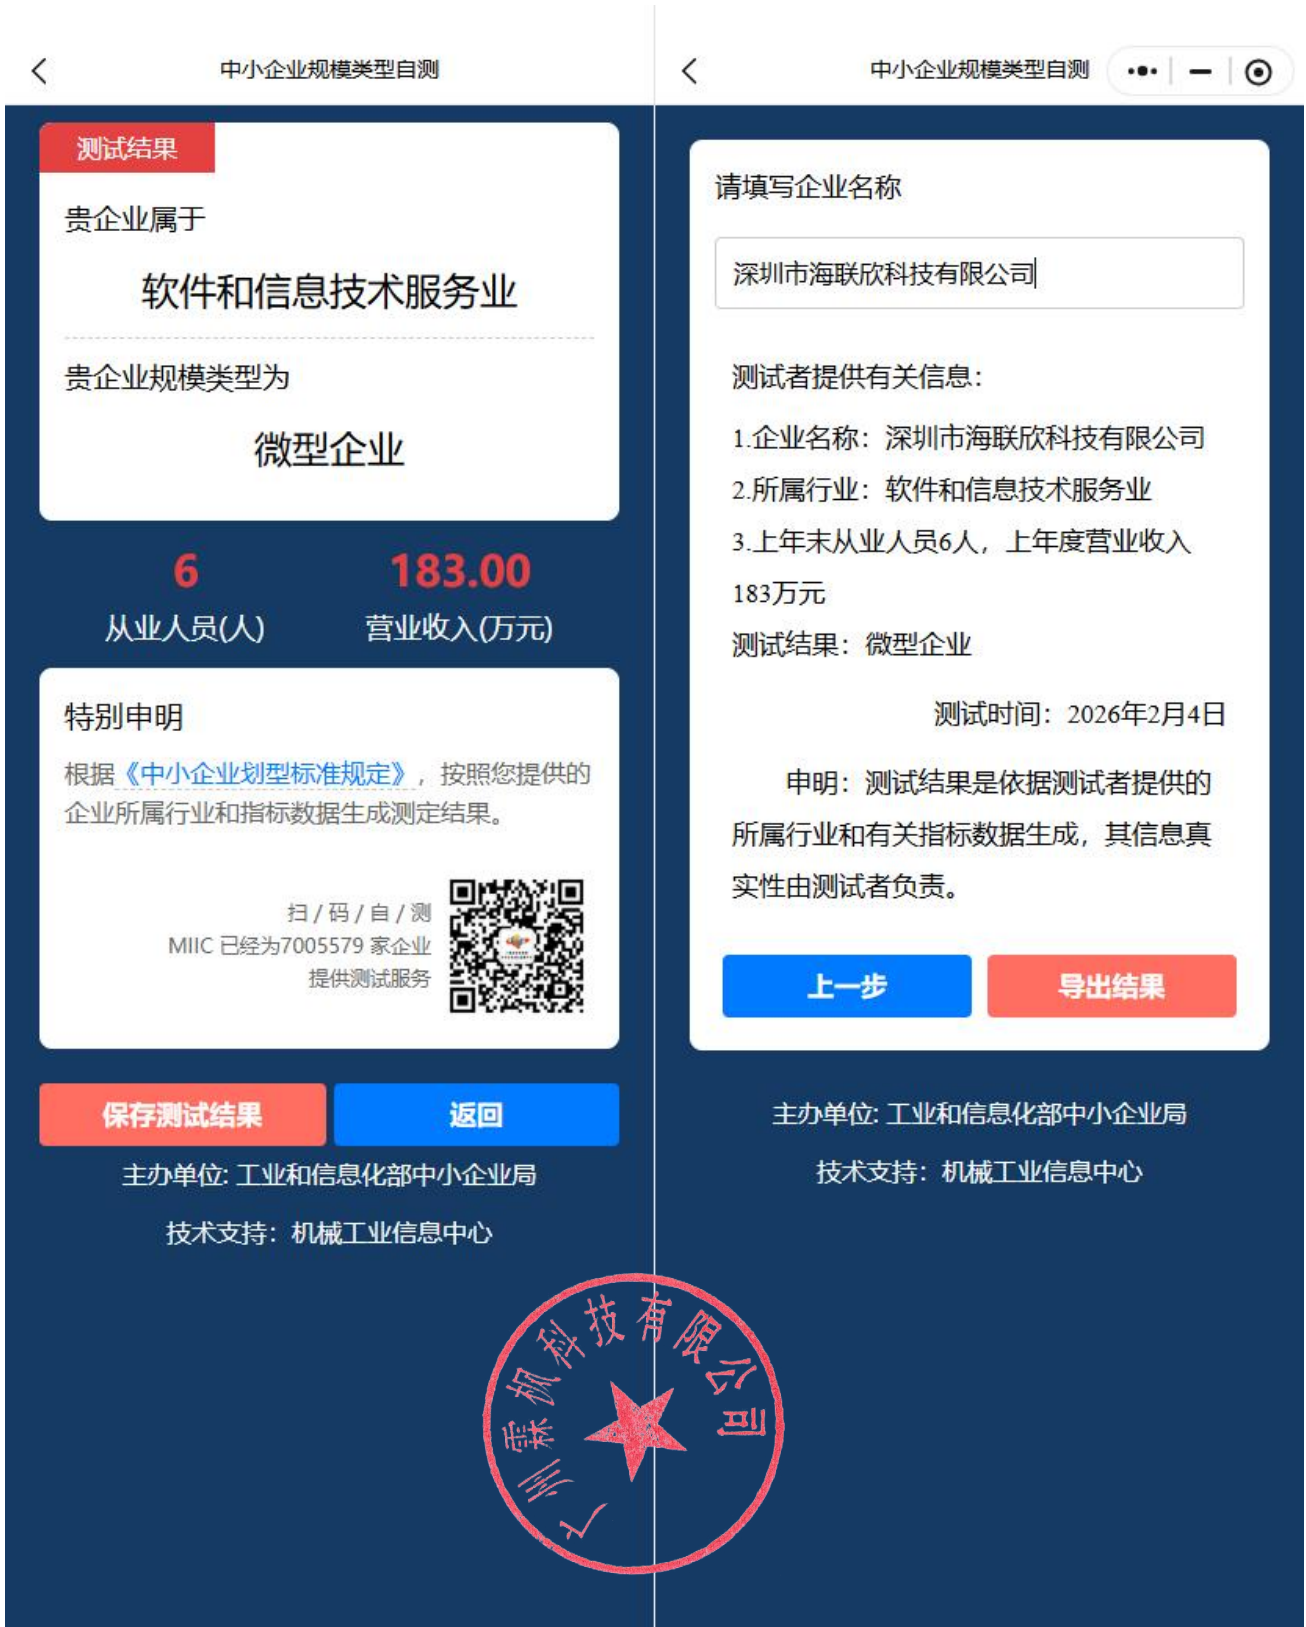 中小企业规模类型自测
测试结果
贵企业属于
软件和信息技术服务业
贵企业规模类型为
微型企业
6
从业人员(人)
183.00
营业收入(万元)
特别申明
根据《中小企业划型标准规定》，按照您提供的
企业所属行业和指标数据生成测定结果。
扫 / 码 / 自 / 测
MIIC 已经为7005579 家企业
提供测试服务
保存测试结果
返回
主办单位: 工业和信息化部中小企业局
技术支持：机械工业信息中心
中小企业规模类型自测
请填写企业名称
深圳市海联欣科技有限公司
测试者提供有关信息：
1.企业名称：深圳市海联欣科技有限公司
2.所属行业：软件和信息技术服务业
3.上年末从业人员6人，上年度营业收入
183万元
测试结果：微型企业
测试时间：2026年2月4日
申明：测试结果是依据测试者提供的
所属行业和有关指标数据生成，其信息真
实性由测试者负责。
上一步
导出结果
主办单位: 工业和信息化部中小企业局
技术支持：机械工业信息中心
广州霖枫科技有限公司